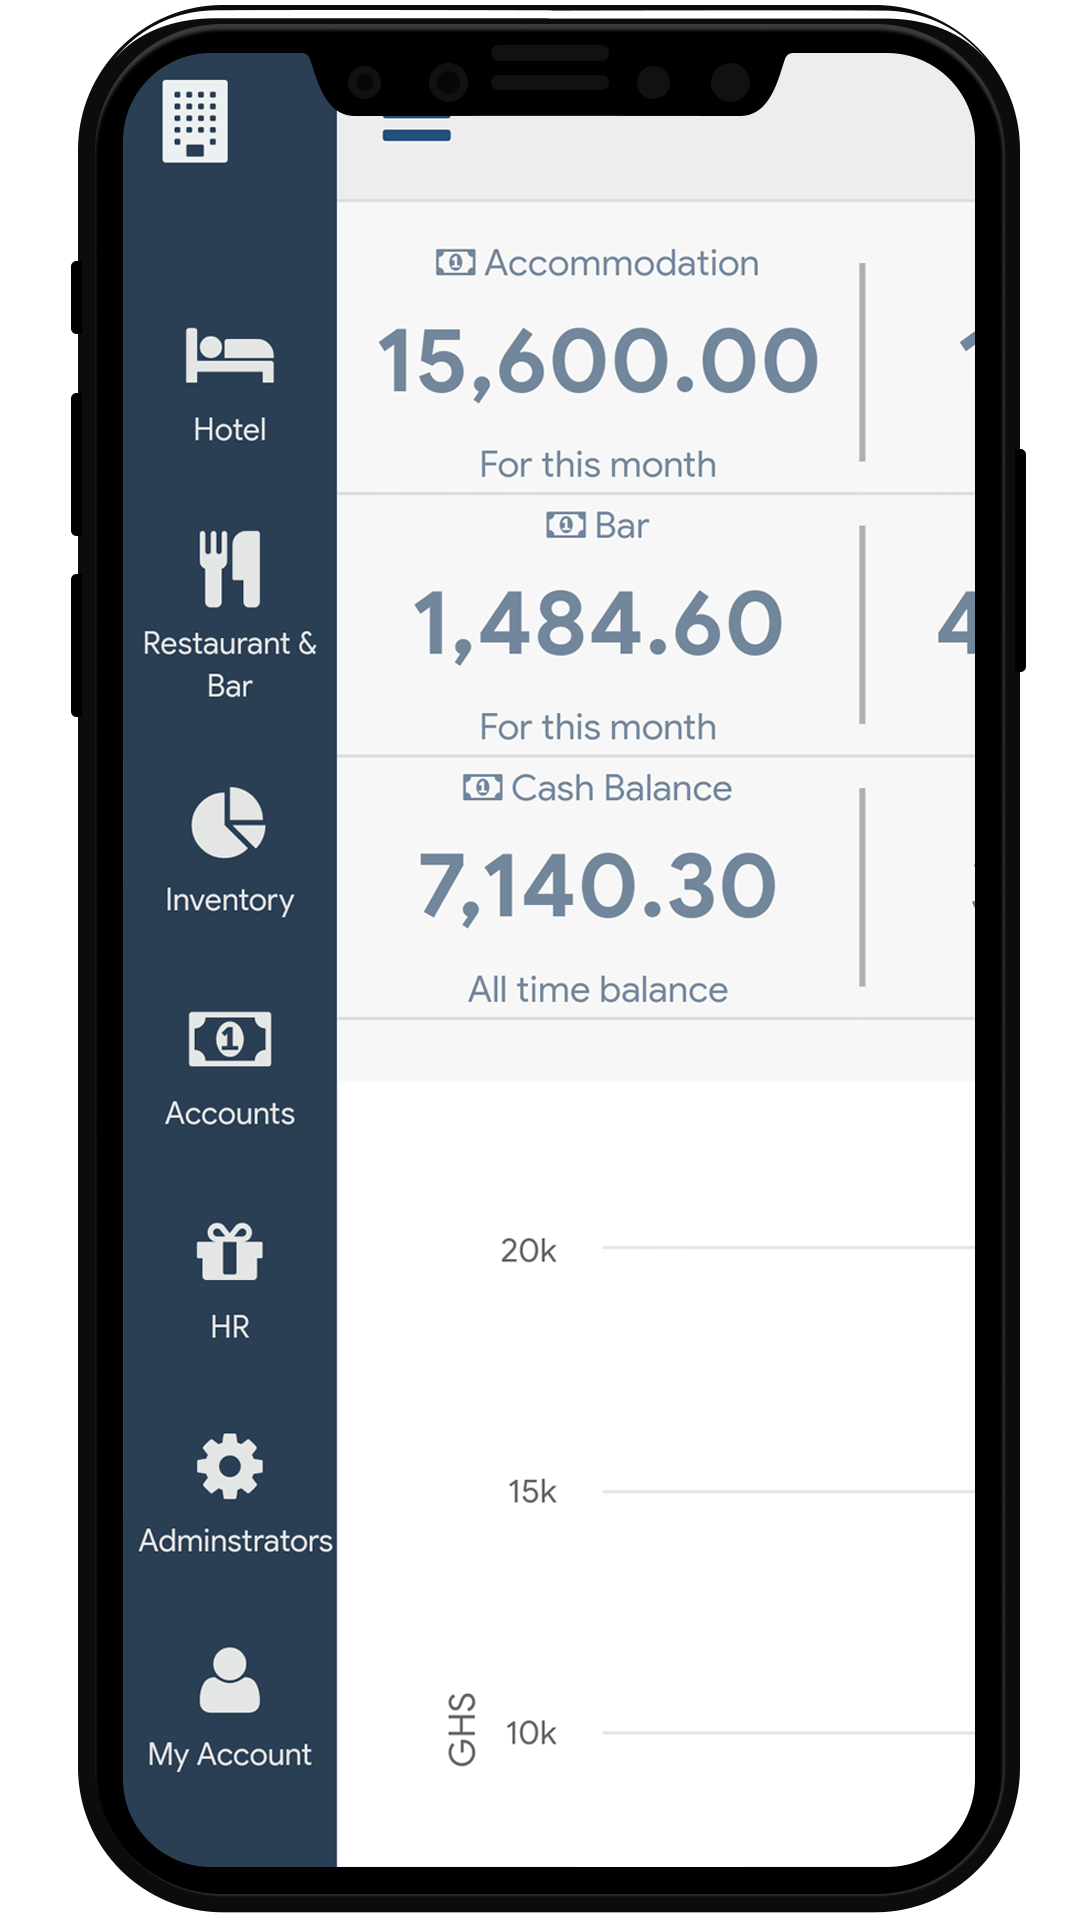 Hotel
Restaurant &
Bar
Inventory
Accounts
HR
Adminstrators
My Account
Accommodation
15,600.00
For this month
Bar
1,484.60
For this month
Cash Balance
7,140.30
All time balance
20k
15k
10k
GHS